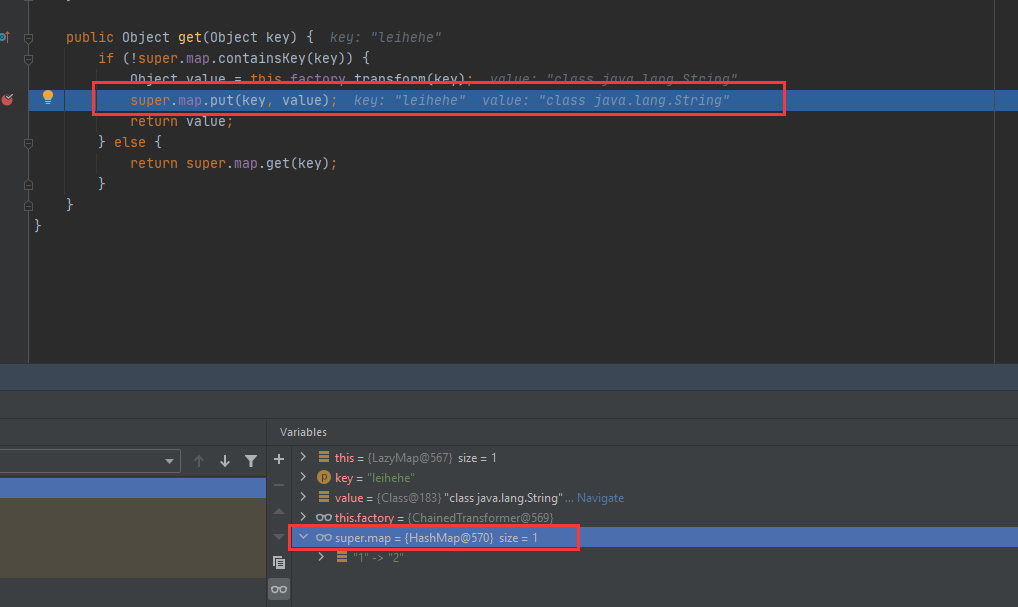 public Object get(Object key) {  key: "leihehe"
if (!super.map.containsKey(key)) {
Object value = this.factory.transform(key);  value: "class java.lang.String"
super.map.put(key, value);  key: "leihehe"  value: "class java.lang.String"
return value;
} else {
return super.map.get(key);
}
}
}
Variables
this = {LazyMap@567}  size = 1
key = "leihehe"
value = {Class@183} "class java.lang.String" ... Navigate
this.factory = {ChainedTransformer@569}
super.map = {HashMap@570}  size = 1
"1" -> "2"